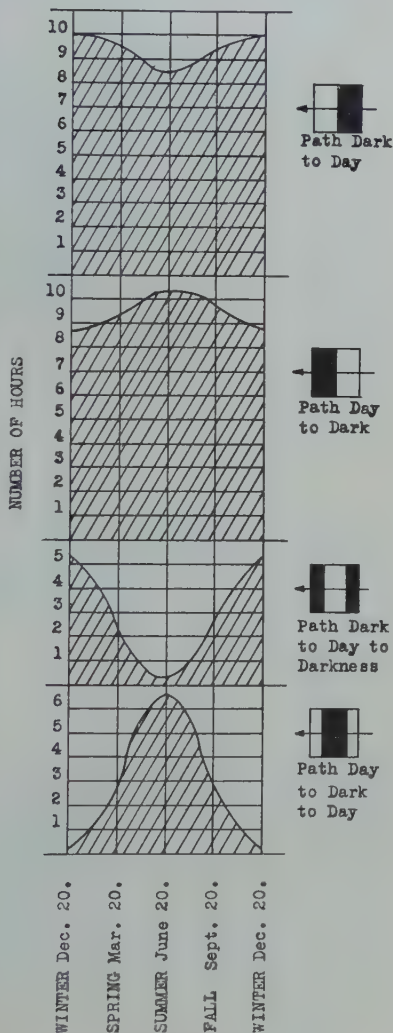 NUMBER OF HOURS
10
9
8
7
6
5
4
3
2
1
Path Dark
to Day
10
9
8
7
6
5
4
3
2
1
Path Day
to Dark
5
4
3
2
1
Path Dark
to Day to
Darkness
6
5
4
3
2
1
Path Day
to Dark
to Day
WINTER Dec. 20.
SPRING Mar. 20.
SUMMER June 20.
FALL Sept. 20.
WINTER Dec. 20.